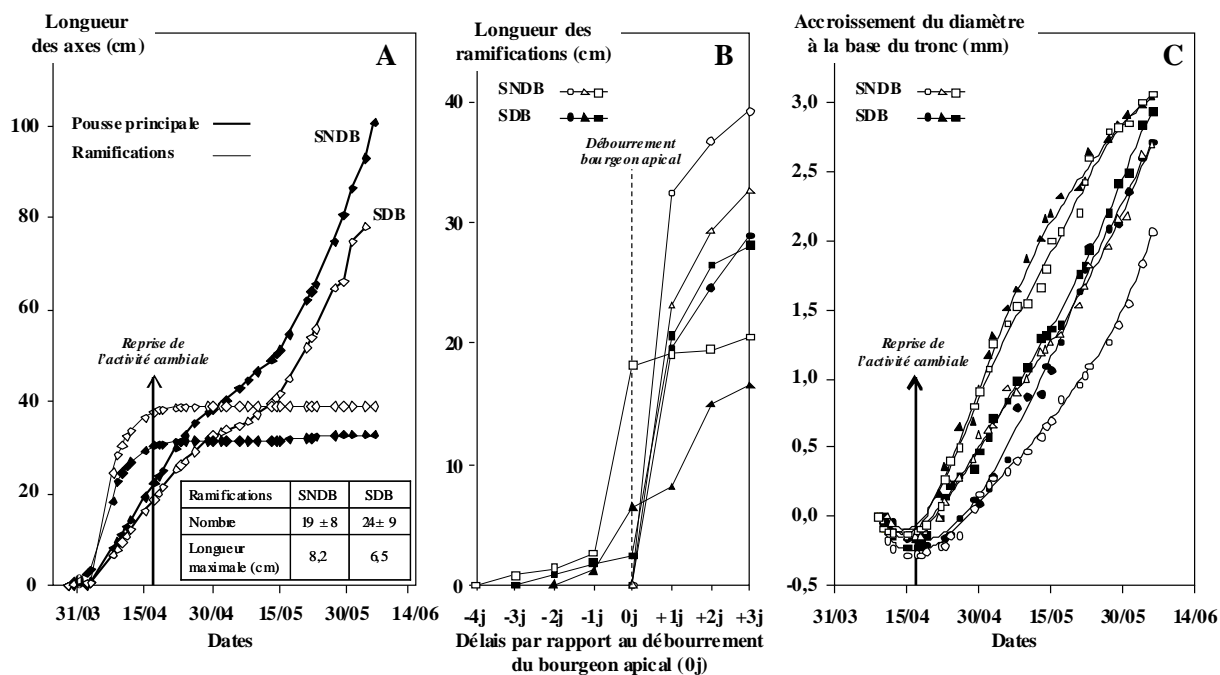 Longueur
des axes (cm)
A
100
80
60
40
20
0
Pousse principale
Ramifications
SNDB
SDB
Reprise de
l'activité cambiale
Ramifications SNDB SDB
Nombre 19 ± 8 24 ± 9
Longueur
maximale (cm) 8,2 6,5
31/03 15/04 30/04 15/05 30/05 14/06
Dates
Longueur des
ramifications (cm)
B
SNDB
SDB
40
30
20
10
0
Débourrement
bourgeon apical
-4j -3j -2j -1j 0j +1j +2j +3j
Délais par rapport au débourrement
du bourgeon apical (0j)
Accroissement du diamètre
à la base du tronc (mm)
C
SNDB
SDB
3,0
2,5
2,0
1,5
1,0
0,5
0,0
-0,5
Reprise de
l'activité cambiale
31/03 15/04 30/04 15/05 30/05 14/06
Dates